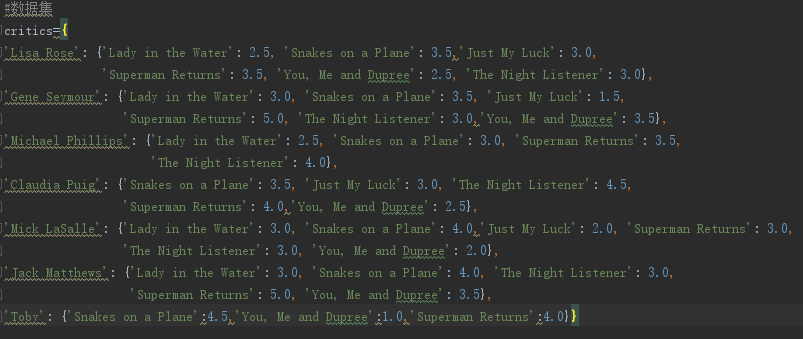 #数据集
critics={
'Lisa Rose': {'Lady in the Water': 2.5, 'Snakes on a Plane': 3.5,'Just My Luck': 3.0,
'Superman Returns': 3.5, 'You, Me and Dupree': 2.5, 'The Night Listener': 3.0},
'Gene Seymour': {'Lady in the Water': 3.0, 'Snakes on a Plane': 3.5, 'Just My Luck': 1.5,
'Superman Returns': 5.0, 'The Night Listener': 3.0,'You, Me and Dupree': 3.5},
'Michael Phillips': {'Lady in the Water': 2.5, 'Snakes on a Plane': 3.0, 'Superman Returns': 3.5,
'The Night Listener': 4.0},
'Claudia Puig': {'Snakes on a Plane': 3.5, 'Just My Luck': 3.0, 'The Night Listener': 4.5,
'Superman Returns': 4.0,'You, Me and Dupree': 2.5},
'Mick LaSalle': {'Lady in the Water': 3.0, 'Snakes on a Plane': 4.0,'Just My Luck': 2.0, 'Superman Returns': 3.0,
'The Night Listener': 3.0, 'You, Me and Dupree': 2.0},
'Jack Matthews': {'Lady in the Water': 3.0, 'Snakes on a Plane': 4.0, 'The Night Listener': 3.0,
'Superman Returns': 5.0, 'You, Me and Dupree': 3.5},
'Toby': {'Snakes on a Plane':4.5,'You, Me and Dupree':1.0,'Superman Returns':4.0}}